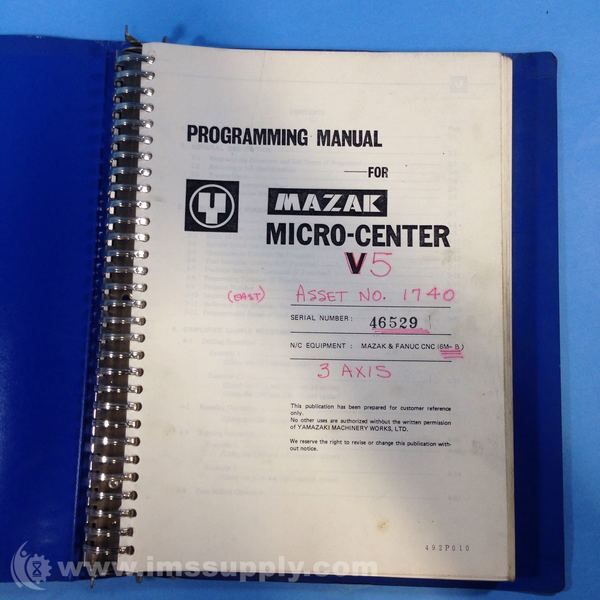 PROGRAMMING MANUAL
—FOR
MAZAK
MICRO-CENTER
V5
(EAST) ASSET NO. 1740
SERIAL NUMBER : 46529
N/C EQUIPMENT : MAZAK & FANUC CNC (6M- B )
3 AXIS
This publication has been prepared for customer reference
only.
No other uses are authorized without the written permission
of YAMAZAKI MACHINERY WORKS, LTD.
We reserve the right to revise or change this publication with-
out notice.
492P010
www.imssupply.com